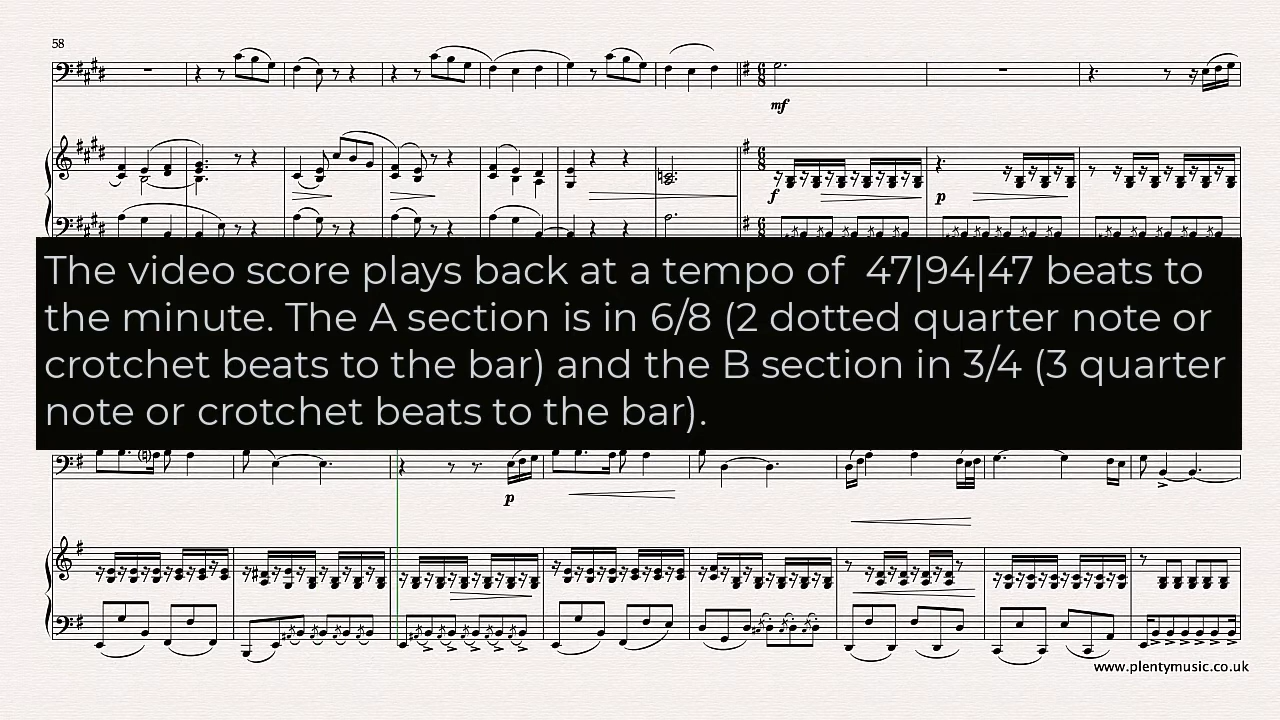 58
mf
f
p
The video score plays back at a tempo of 47|94|47 beats to
the minute. The A section is in 6/8 (2 dotted quarter note or
crotchet beats to the bar) and the B section in 3/4 (3 quarter
note or crotchet beats to the bar).
p
www.plentymusic.co.uk